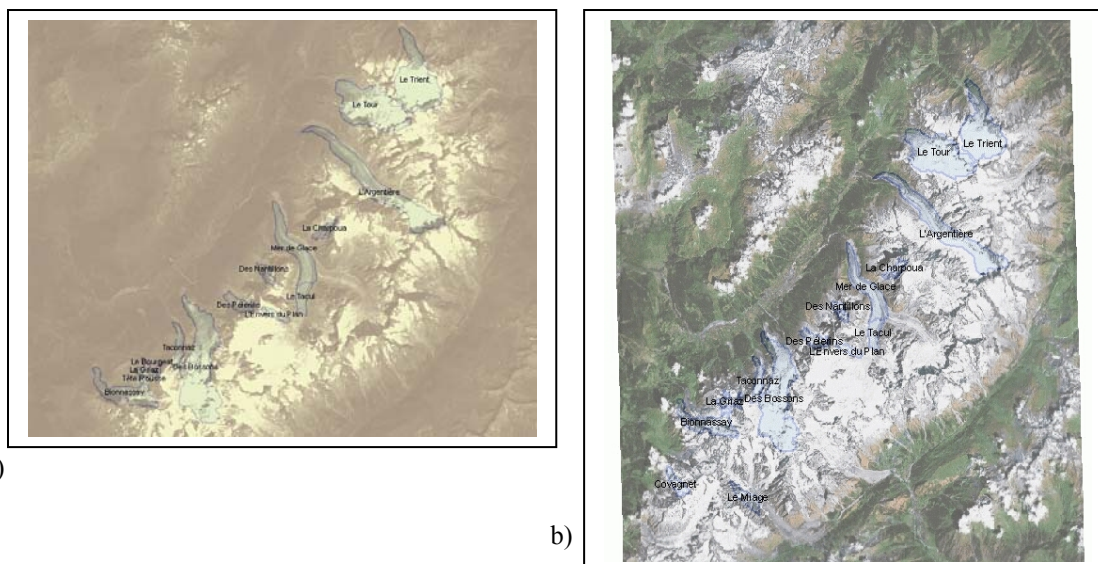 Le Trient
Le Tour
L'Argentière
La Charpoua
Mer de Glace
Des Nantillons
Le Tacul
Des Pélerins
L'Envers du Plan
Taconnaz
Le Bourgeat
Des Bossons
La Griaz
Tête Rousse
Bionnassay
)
Le Trient
Le Tour
L'Argentière
La Charpoua
Mer de Glace
Des Nantillons
Le Tacul
Des Pélerins
L'Envers du Plan
Taconnaz
Des Bossons
La Griaz
Bionnassay
Covagnet
Le Miage
b)